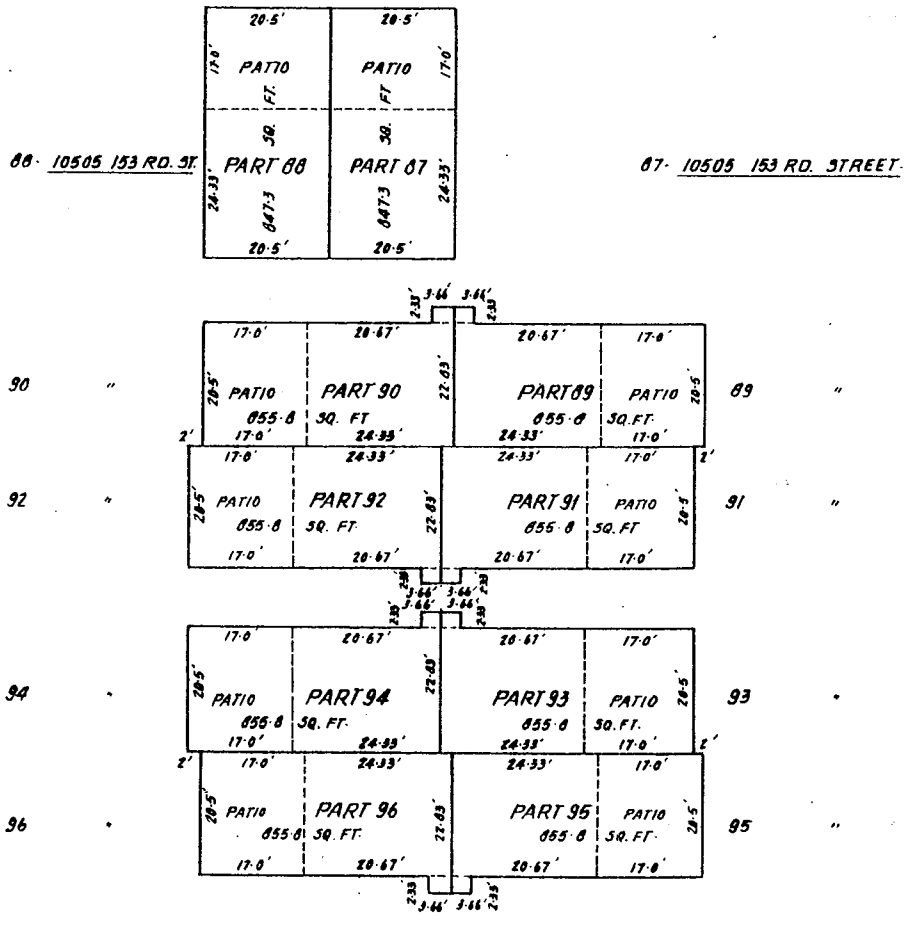 20.5' 20.5'
17.0' PATIO PATIO 17.0'
FT. FT
SQ. SQ.
88. 10505 153 RD. ST. PART 88 PART 87 87. 10505 153 RD. STREET.
24.33' 24.33'
847.3 847.3
20.5' 20.5'
2.33' 3.66' 3.66' 2.33'
17.0' 20.67' 20.67' 17.0'
90 " 20.5' PATIO PART 90 22.83' PART 89 PATIO 20.5' 89 "
855.8 SQ. FT 855.8 SQ.FT.
2' 17.0' 24.33' 24.33' 17.0'
17.0' 24.33' 24.33' 17.0' 2'
92 " 20.5' PATIO PART 92 22.83' PART 91 PATIO 20.5' 91 "
855.8 SQ. FT. 855.8 SQ. FT
17.0' 20.67' 20.67' 17.0'
2.33' 3.66' 3.66' 2.33'
2.33' 3.66' 3.66' 2.33'
17.0' 20.67' 20.67' 17.0'
94 " 20.5' PATIO PART 94 22.83' PART 93 PATIO 20.5' 93 "
855.8 SQ. FT. 855.8 SQ. FT.
17.0' 24.33' 24.33' 17.0' 2'
2' 17.0' 24.33' 24.33' 17.0'
96 " 20.5' PATIO PART 96 22.83' PART 95 PATIO 20.5' 95 "
855.8 SQ. FT. 855.8 SQ. FT.
17.0' 20.67' 20.67' 17.0'
2.33' 3.66' 3.66' 2.33'